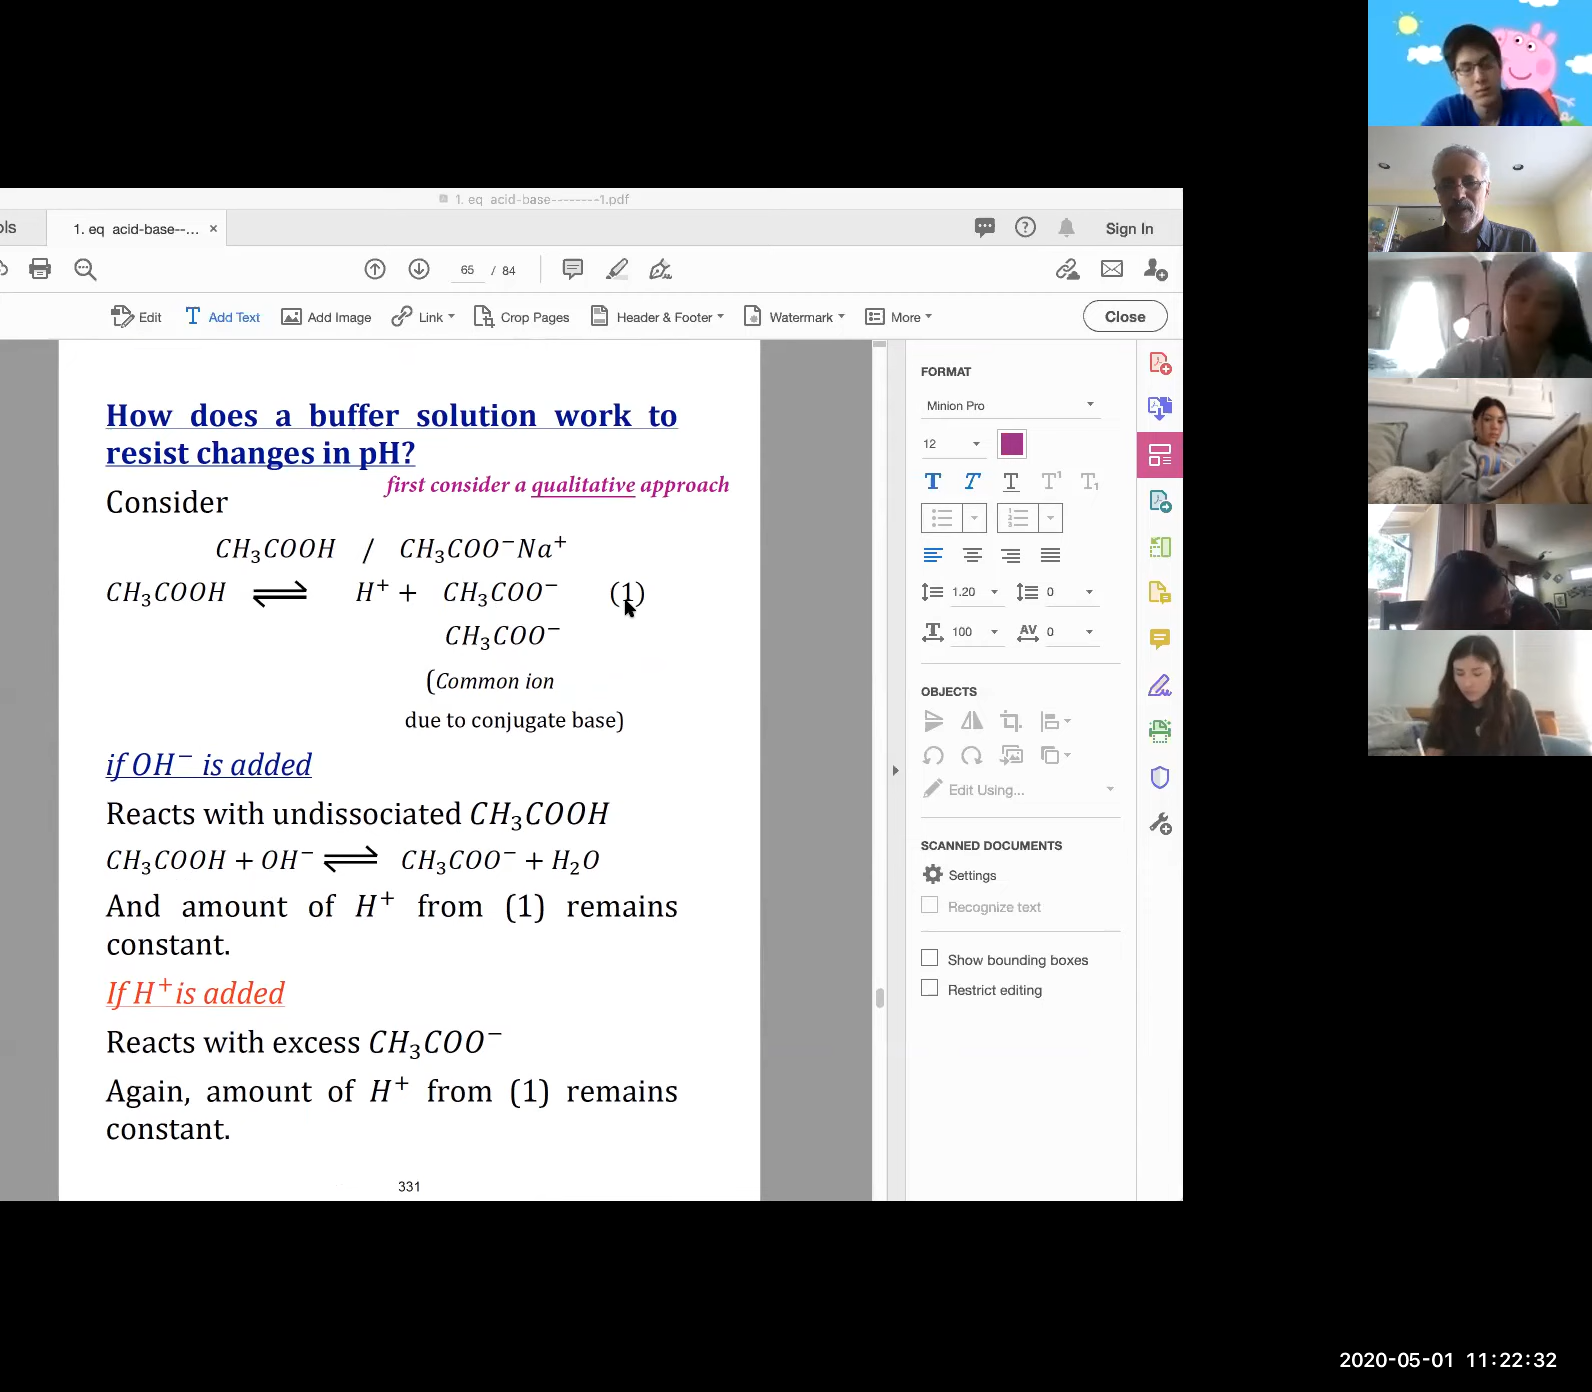 1. eq acid-base--------1.pdf
ols
1. eq acid-base--... ×
Sign In
65 / 84
Edit
Add Text
Add Image
Link
Crop Pages
Header & Footer
Watermark
More
Close
How does a buffer solution work to
resist changes in pH?
first consider a qualitative approach
Consider
CH₃COOH / CH₃COO⁻Na⁺
CH₃COOH ⇌ H⁺ + CH₃COO⁻ (1)
CH₃COO⁻
(Common ion
due to conjugate base)
if OH⁻ is added
Reacts with undissociated CH₃COOH
CH₃COOH + OH⁻ ⇌ CH₃COO⁻ + H₂O
And amount of H⁺ from (1) remains
constant.
If H⁺is added
Reacts with excess CH₃COO⁻
Again, amount of H⁺ from (1) remains
constant.
331
FORMAT
Minion Pro
12
T T T T¹ T₁
1.20 0
100 AV 0
OBJECTS
Edit Using...
SCANNED DOCUMENTS
Settings
Recognize text
Show bounding boxes
Restrict editing
2020-05-01 11:22:32